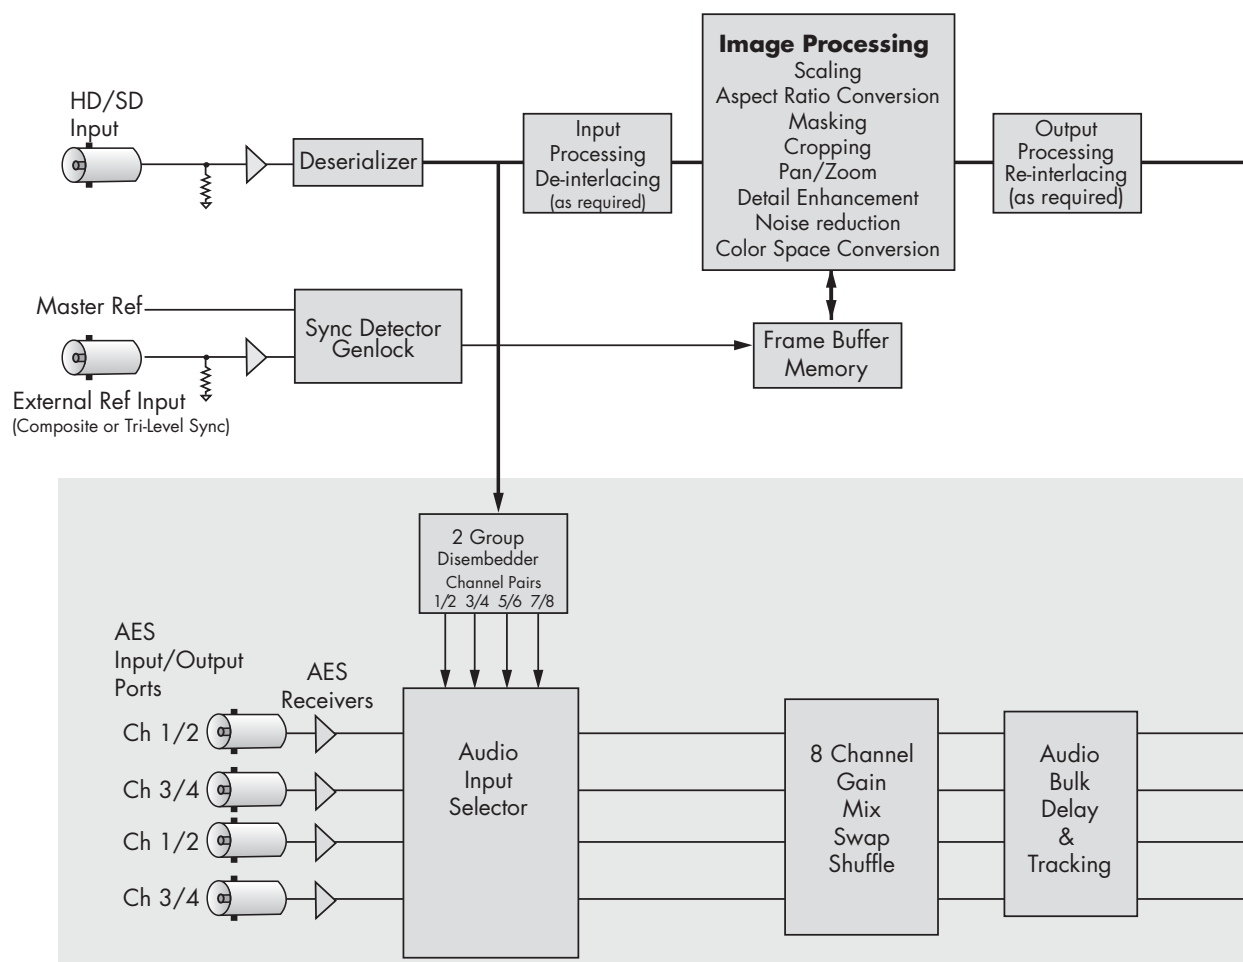 Image Processing
Scaling
Aspect Ratio Conversion
Masking
Cropping
Pan/Zoom
Detail Enhancement
Noise reduction
Color Space Conversion
HD/SD
Input
Deserializer
Input
Processing
De-interlacing
(as required)
Output
Processing
Re-interlacing
(as required)
Master Ref
Sync Detector
Genlock
Frame Buffer
Memory
External Ref Input
(Composite or Tri-Level Sync)
2 Group
Disembedder
Channel Pairs
1/2 3/4 5/6 7/8
AES
Input/Output
Ports
AES
Receivers
Ch 1/2
Ch 3/4
Ch 1/2
Ch 3/4
Audio
Input
Selector
8 Channel
Gain
Mix
Swap
Shuffle
Audio
Bulk
Delay
&
Tracking